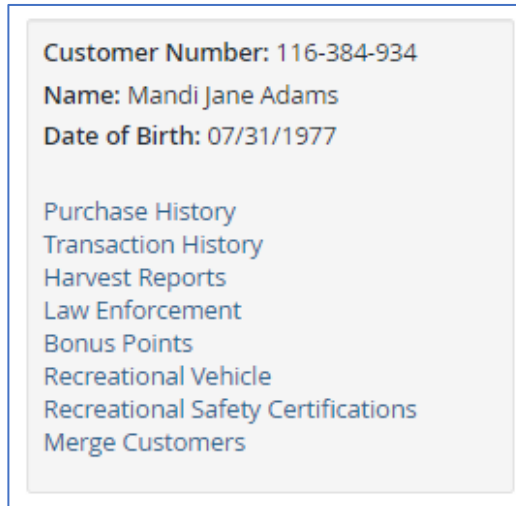 Customer Number: 116-384-934
Name: Mandi Jane Adams
Date of Birth: 07/31/1977
Purchase History
Transaction History
Harvest Reports
Law Enforcement
Bonus Points
Recreational Vehicle
Recreational Safety Certifications
Merge Customers